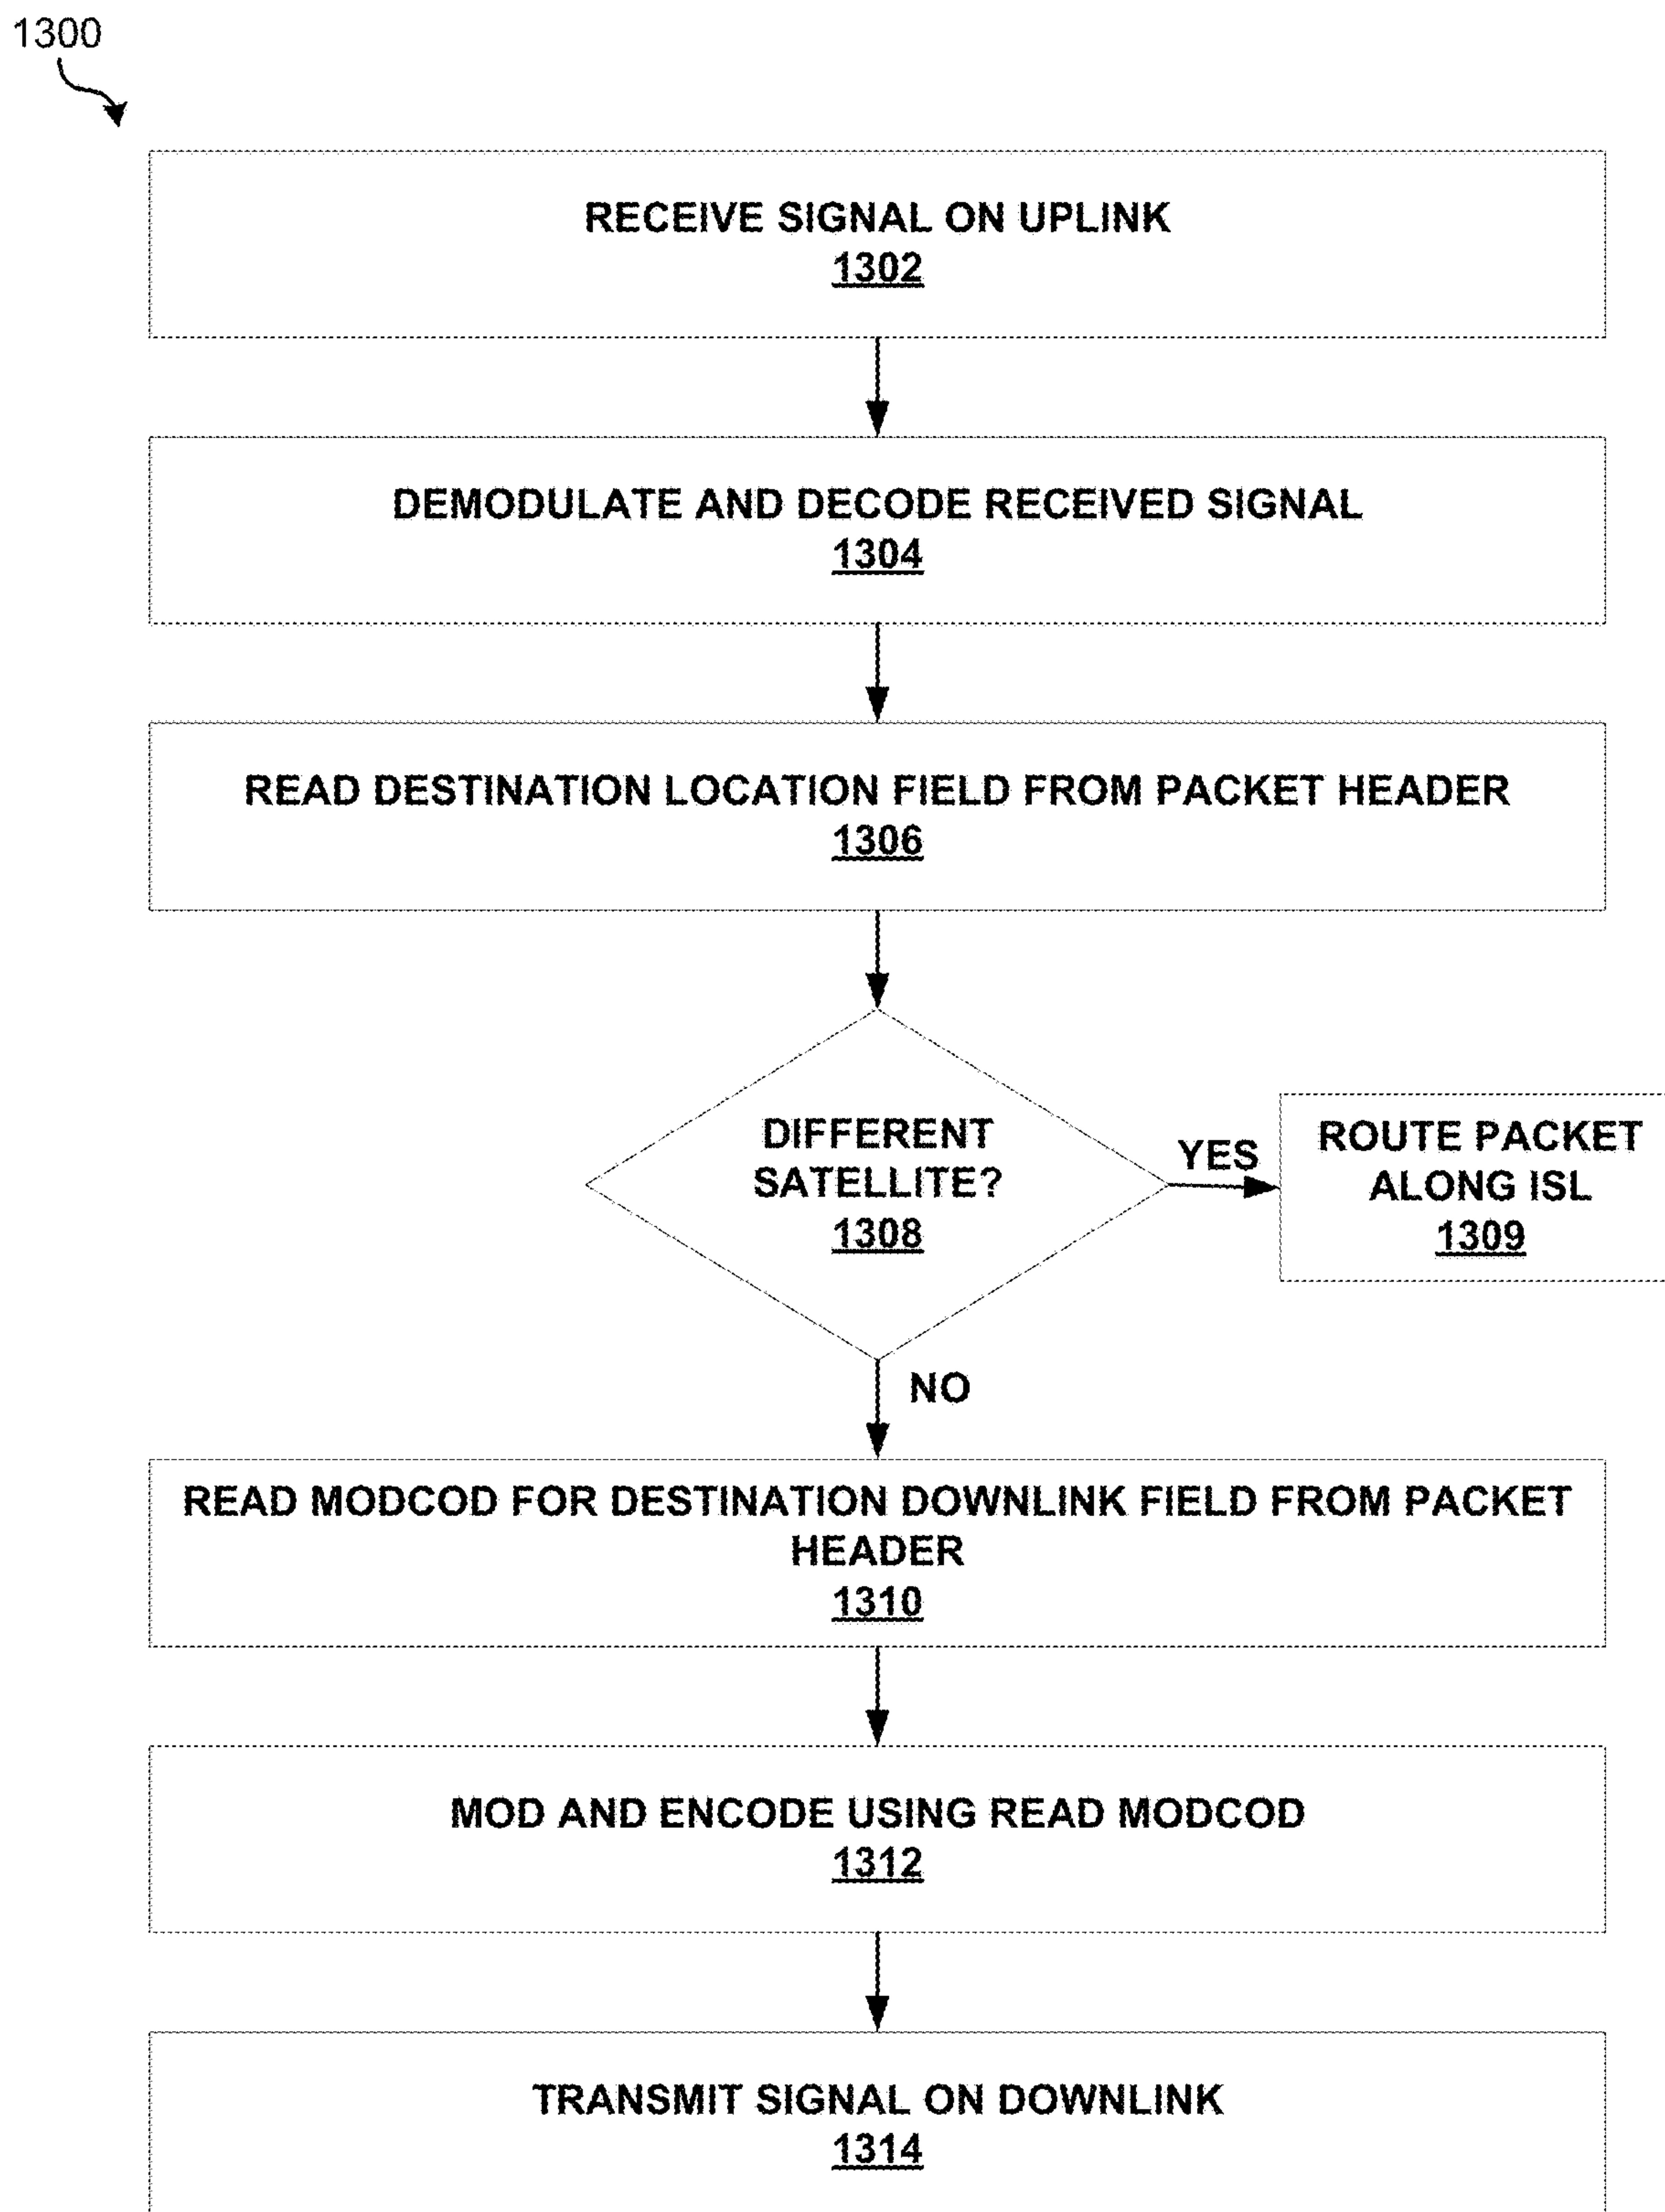 1300
RECEIVE SIGNAL ON UPLINK
1302
DEMODULATE AND DECODE RECEIVED SIGNAL
1304
READ DESTINATION LOCATION FIELD FROM PACKET HEADER
1306
DIFFERENT
SATELLITE?
1308
YES
ROUTE PACKET
ALONG ISL
1309
NO
READ MODCOD FOR DESTINATION DOWNLINK FIELD FROM PACKET
HEADER
1310
MOD AND ENCODE USING READ MODCOD
1312
TRANSMIT SIGNAL ON DOWNLINK
1314